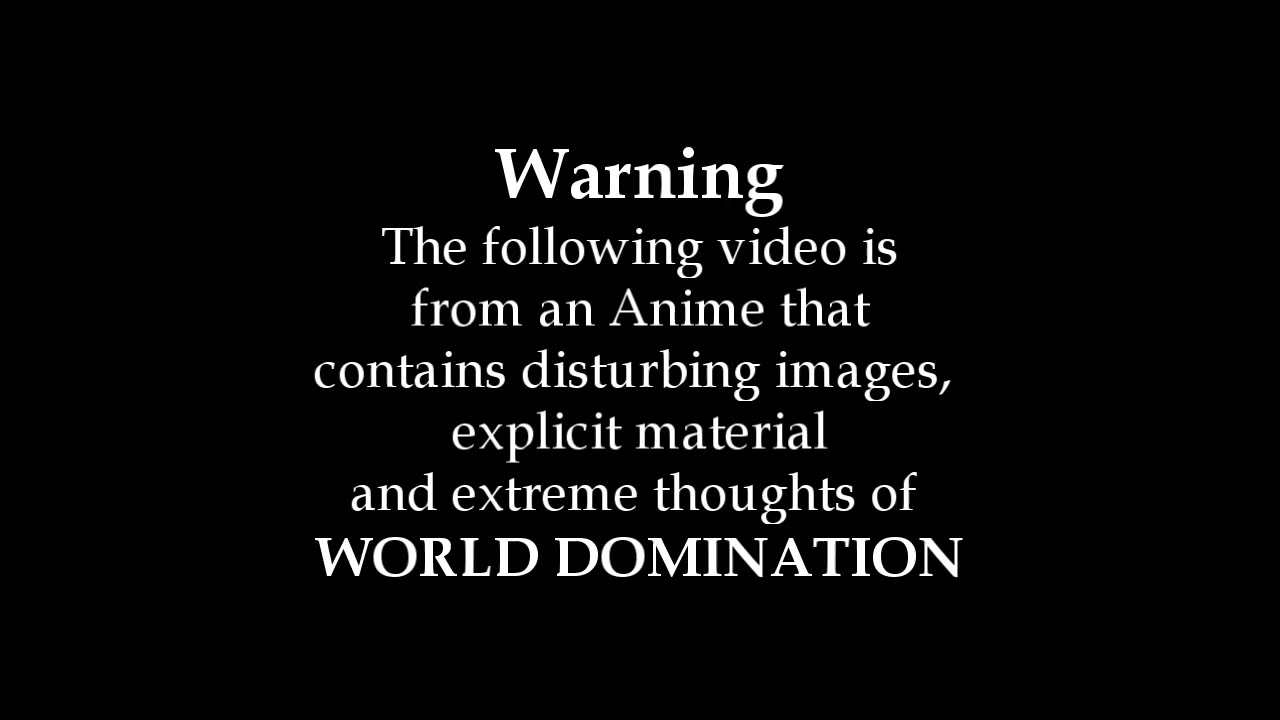 Warning
The following video is
from an Anime that
contains disturbing images,
explicit material
and extreme thoughts of
WORLD DOMINATION